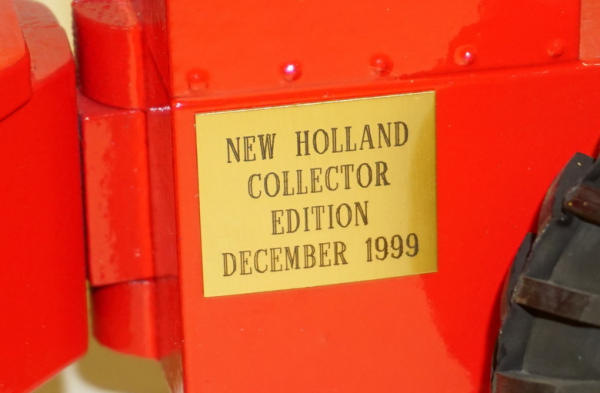 NEW HOLLAND
COLLECTOR
EDITION
DECEMBER 1999